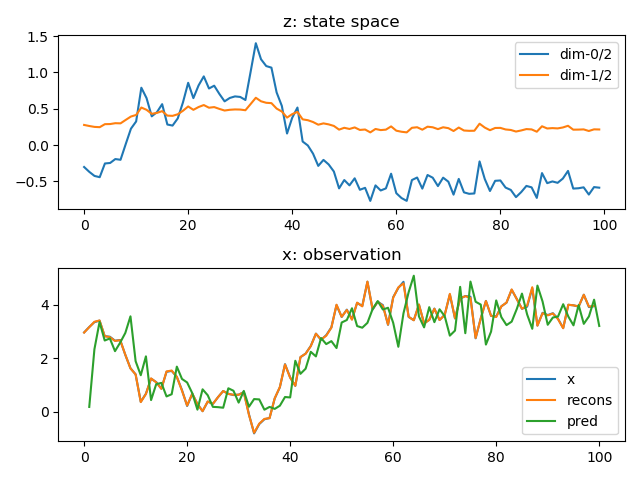 z: state space
1.5
1.0
0.5
0.0
−0.5
dim-0/2
dim-1/2
0 20 40 60 80 100
x: observation
4
2
0
x
recons
pred
0 20 40 60 80 100